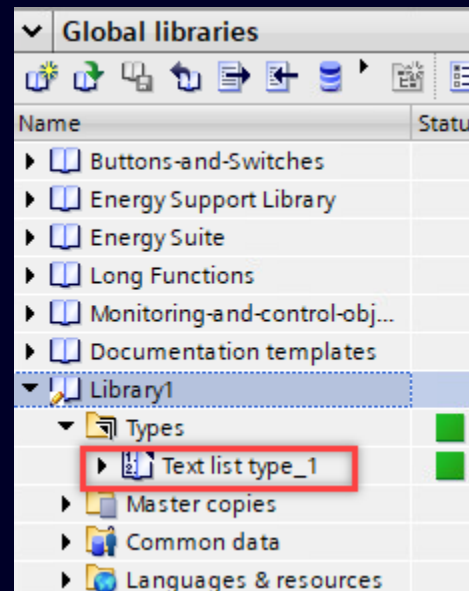 Global libraries
Name Statu
Buttons-and-Switches
Energy Support Library
Energy Suite
Long Functions
Monitoring-and-control-obj...
Documentation templates
Library1
Types
Text list type_1
Master copies
Common data
Languages & resources